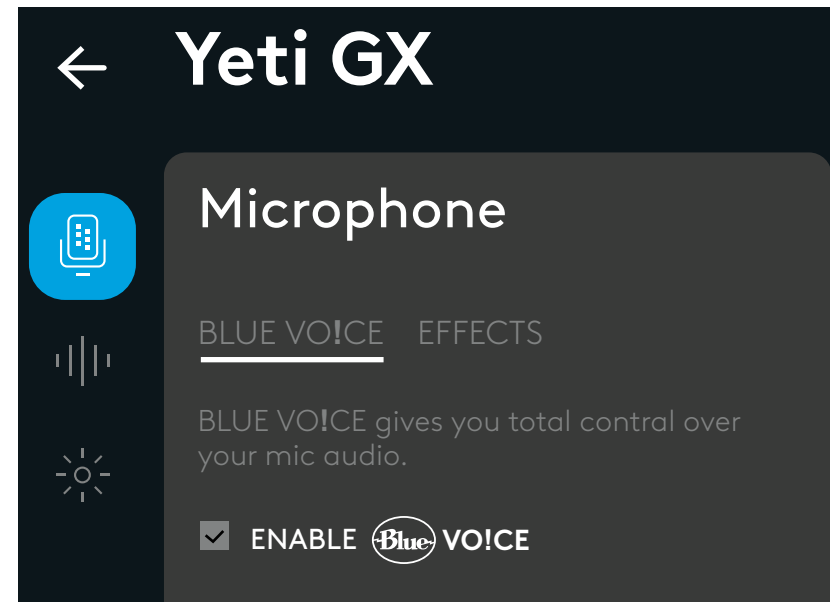 Yeti GX
Microphone
BLUE VO!CE EFFECTS
BLUE VO!CE gives you total contral over
your mic audio.
ENABLE Blue VO!CE